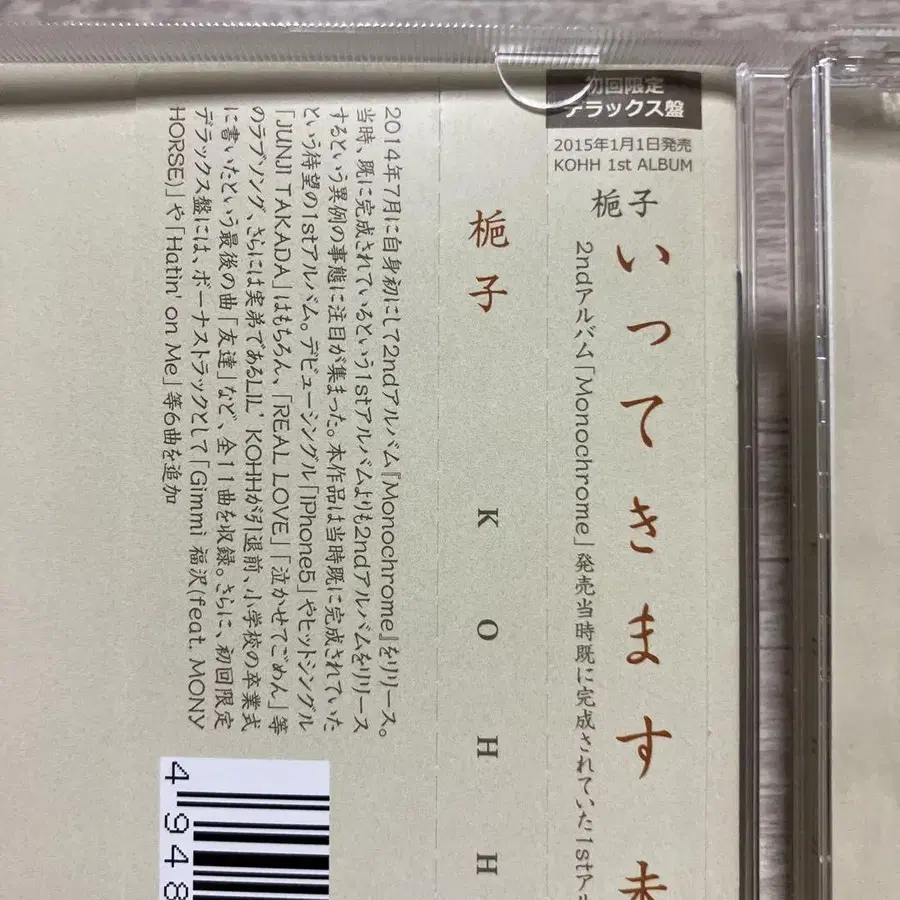 初回限定
デラックス盤
2015年1月1日発売
KOHH 1st ALBUM
梔子
いってきます
2ndアルバム「Monochrome」発売当時既に完成されていた1stアル
梔子
KOHH
2014年7月に自身初にして2ndアルバム『Monochrome』をリリース。
当時、既に完成されているという1stアルバムよりも2ndアルバムをリリース
するという異例の事態に注目が集まった。本作品は当時既に完成されていた
という待望の1stアルバム。デビューシングル「iPhone5」やヒットシングル
「JUNJI TAKADA」はもちろん、「REAL LOVE」「泣かせてごめん」等
のラブソング、さらには実弟であるLIL' KOHHが引退前、小学校の卒業式
に書いたという最後の曲「友達」など、全11曲を収録。さらに、初回限定
デラックス盤には、ボーナストラックとして「Gimmi 福沢(feat. MONY
HORSE)」や「Hatin' on Me」等6曲を追加
4948